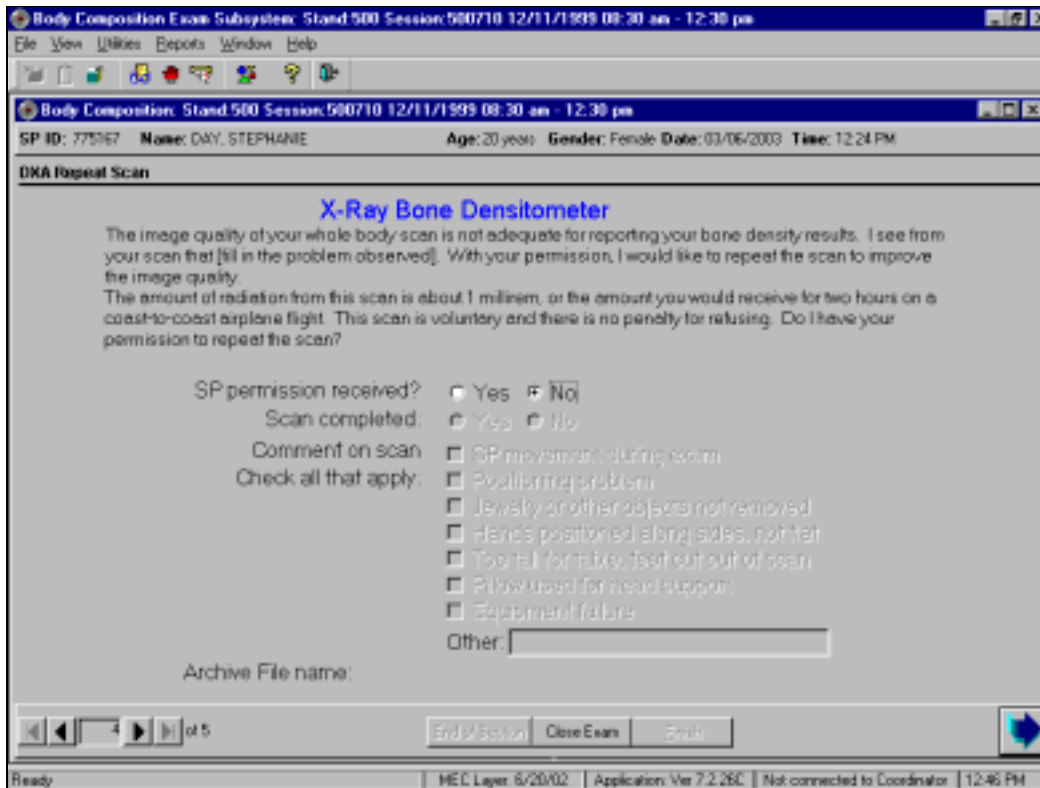 Body Composition Exam Subsystem: Stand:500 Session:500710 12/11/1999 08:30 am - 12:30 pm
File View Utilities Reports Window Help
Body Composition: Stand:500 Session:500710 12/11/1999 08:30 am - 12:30 pm
SP ID: 775167 Name: DAY, STEPHANIE Age: 20 years Gender: Female Date: 03/06/2003 Time: 12:24 PM
DXA Repeat Scan
X-Ray Bone Densitometer
The image quality of your whole body scan is not adequate for reporting your bone density results. I see from
your scan that [fill in the problem observed]. With your permission, I would like to repeat the scan to improve
the image quality.
The amount of radiation from this scan is about 1 millirem, or the amount you would receive for two hours on a
coast-to-coast airplane flight. This scan is voluntary and there is no penalty for refusing. Do I have your
permission to repeat the scan?
SP permission received? Yes No
Scan completed: Yes No
Comment on scan SP movement during exam
Check all that apply: Positioning problem
Jewelry or other objects not removed
Hands positioned along sides, not flat
Too tall for table, feet cut out of scan
Pillow used for head support
Equipment failure
Other:
Archive File name:
4 of 5 End of Section Close Exam Finish
Ready MEC Layer: 6/20/02 Application: Ver 7.2.26C Not connected to Coordinator 12:46 PM